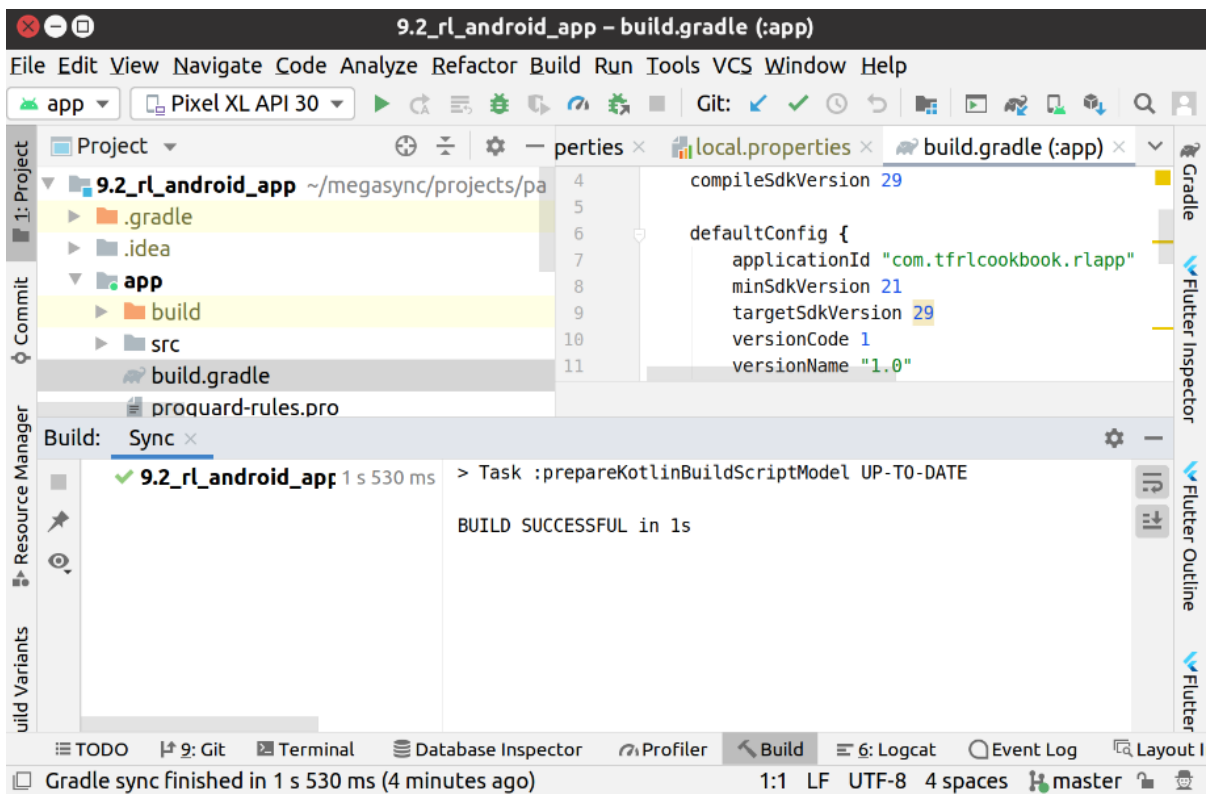 9.2_rl_android_app – build.gradle (:app)
File Edit View Navigate Code Analyze Refactor Build Run Tools VCS Window Help
app Pixel XL API 30 Git:
1: Project
Commit
Resource Manager
Project
9.2_rl_android_app ~/megasync/projects/pa
.gradle
.idea
app
build
src
build.gradle
proguard-rules.pro
perties × local.properties × build.gradle (:app) ×
4 compileSdkVersion 29
5
6 defaultConfig {
7 applicationId "com.tfrlcookbook.rlapp"
8 minSdkVersion 21
9 targetSdkVersion 29
10 versionCode 1
11 versionName "1.0"
Gradle
Flutter Inspector
Flutter Outline
Flutter
Build: Sync ×
9.2_rl_android_app 1 s 530 ms
> Task :prepareKotlinBuildScriptModel UP-TO-DATE
BUILD SUCCESSFUL in 1s
uild Variants
TODO 9: Git Terminal Database Inspector Profiler Build 6: Logcat Event Log Layout I
Gradle sync finished in 1 s 530 ms (4 minutes ago) 1:1 LF UTF-8 4 spaces master